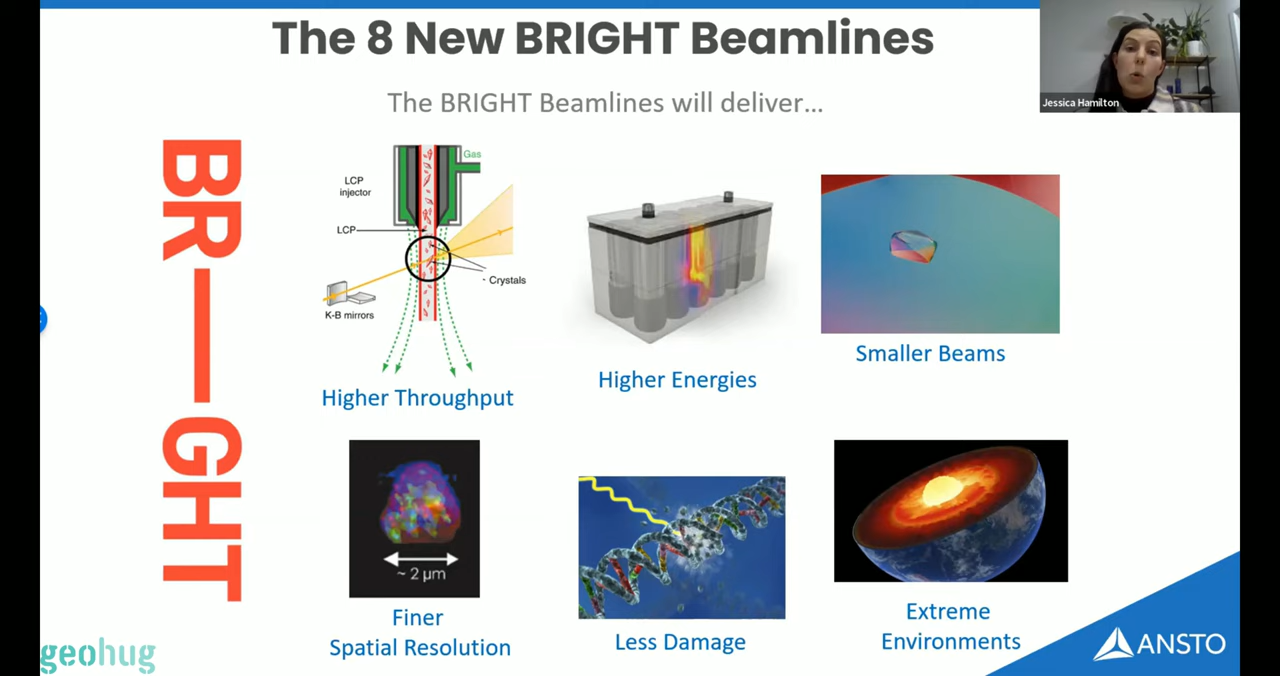 The 8 New BRIGHT Beamlines
Jessica Hamilton
The BRIGHT Beamlines will deliver...
BR—GHT
Gas
LCP
injector
LCP
Crystals
K-B mirrors
Higher Throughput
Higher Energies
Smaller Beams
~ 2 μm
Finer
Spatial Resolution
Less Damage
Extreme
Environments
geohug
ANSTO